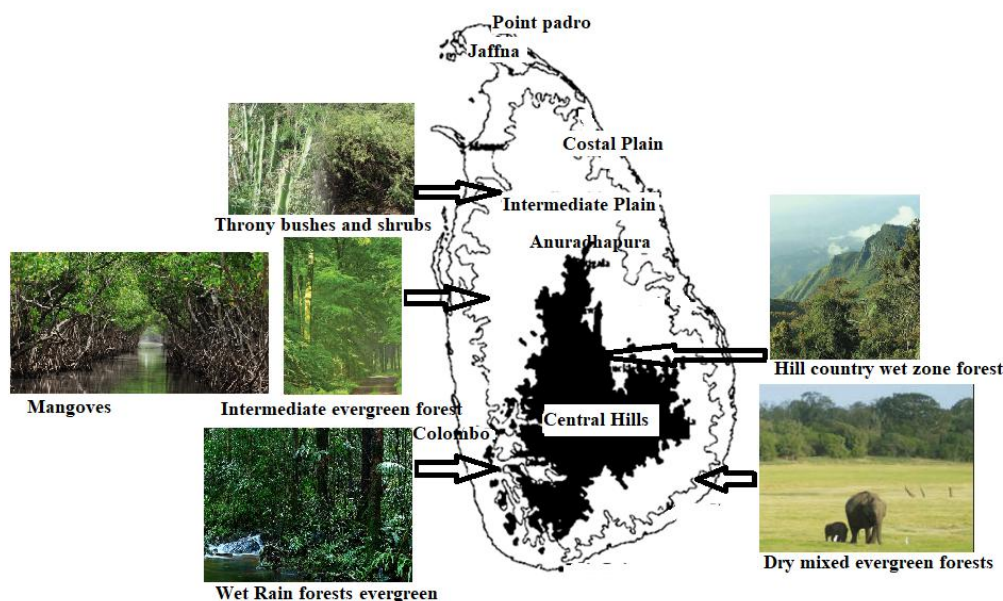 Point padro
Jaffna
Costal Plain
Throny bushes and shrubs
Intermediate Plain
Anuradhapura
Mangoves
Intermediate evergreen forest
Hill country wet zone forest
Colombo
Central Hills
Wet Rain forests evergreen
Dry mixed evergreen forests